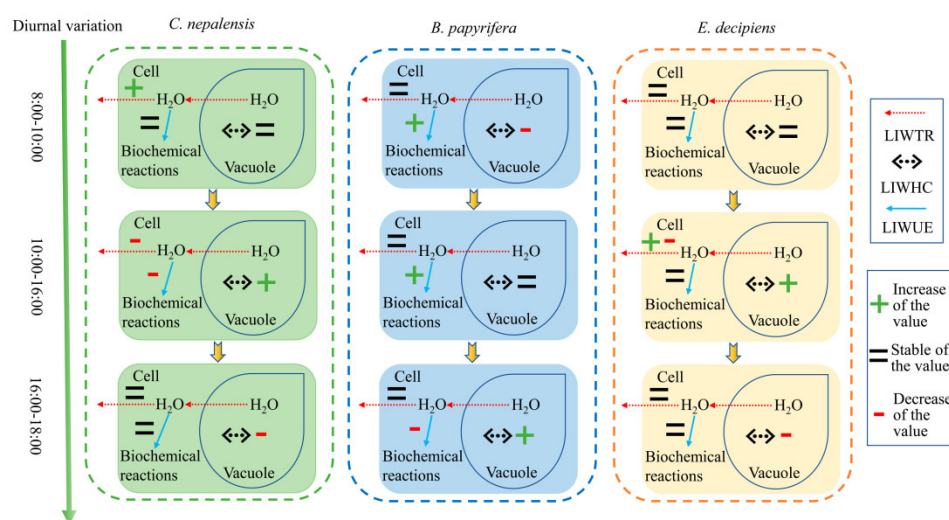 Diurnal variation
C. nepalensis
B. papyrifera
E. decipiens
8:00-10:00
Cell
H₂O
H₂O
Biochemical
reactions
Vacuole
Cell
H₂O
H₂O
Biochemical
reactions
Vacuole
Cell
H₂O
H₂O
Biochemical
reactions
Vacuole
10:00-16:00
Cell
H₂O
H₂O
Biochemical
reactions
Vacuole
Cell
H₂O
H₂O
Biochemical
reactions
Vacuole
Cell
H₂O
H₂O
Biochemical
reactions
Vacuole
16:00-18:00
Cell
H₂O
H₂O
Biochemical
reactions
Vacuole
Cell
H₂O
H₂O
Biochemical
reactions
Vacuole
Cell
H₂O
H₂O
Biochemical
reactions
Vacuole
LIWTR
LIWHC
LIWUE
Increase
of the
value
Stable of
the value
Decrease
of the
value